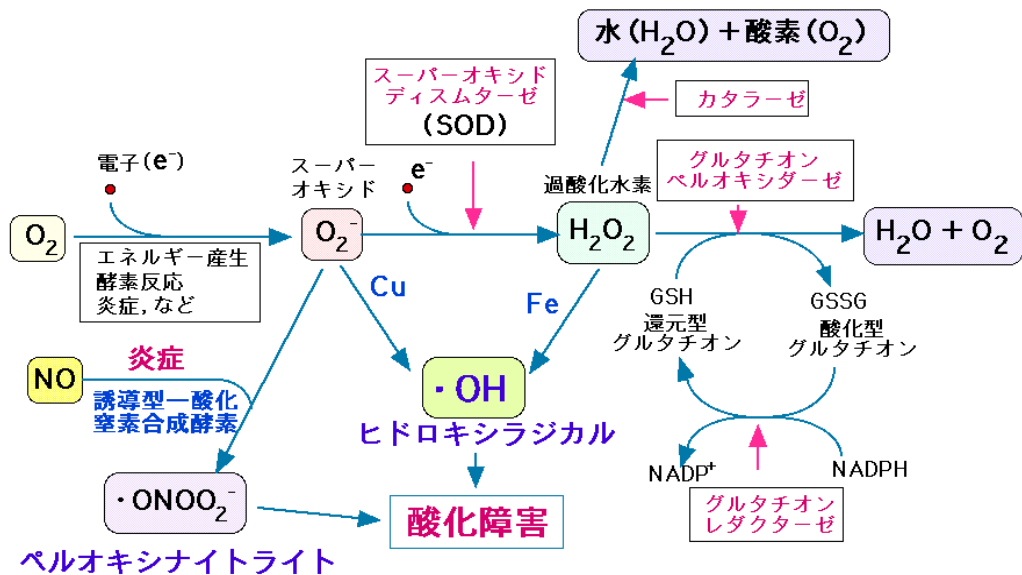 水(H₂O)+酸素(O₂)
スーパーオキシド
ディスムターゼ
(SOD)
カタラーゼ
電子(e⁻)
スーパー
オキシド
e⁻
過酸化水素
グルタチオン
ペルオキシダーゼ
O₂
O₂⁻
H₂O₂
H₂O + O₂
エネルギー産生
酵素反応
炎症,など
Cu
Fe
GSH
還元型
グルタチオン
GSSG
酸化型
グルタチオン
NO
炎症
誘導型一酸化
窒素合成酵素
・OH
ヒドロキシラジカル
NADP⁺
NADPH
・ONOO₂⁻
酸化障害
グルタチオン
レダクターゼ
ペルオキシナイトライト